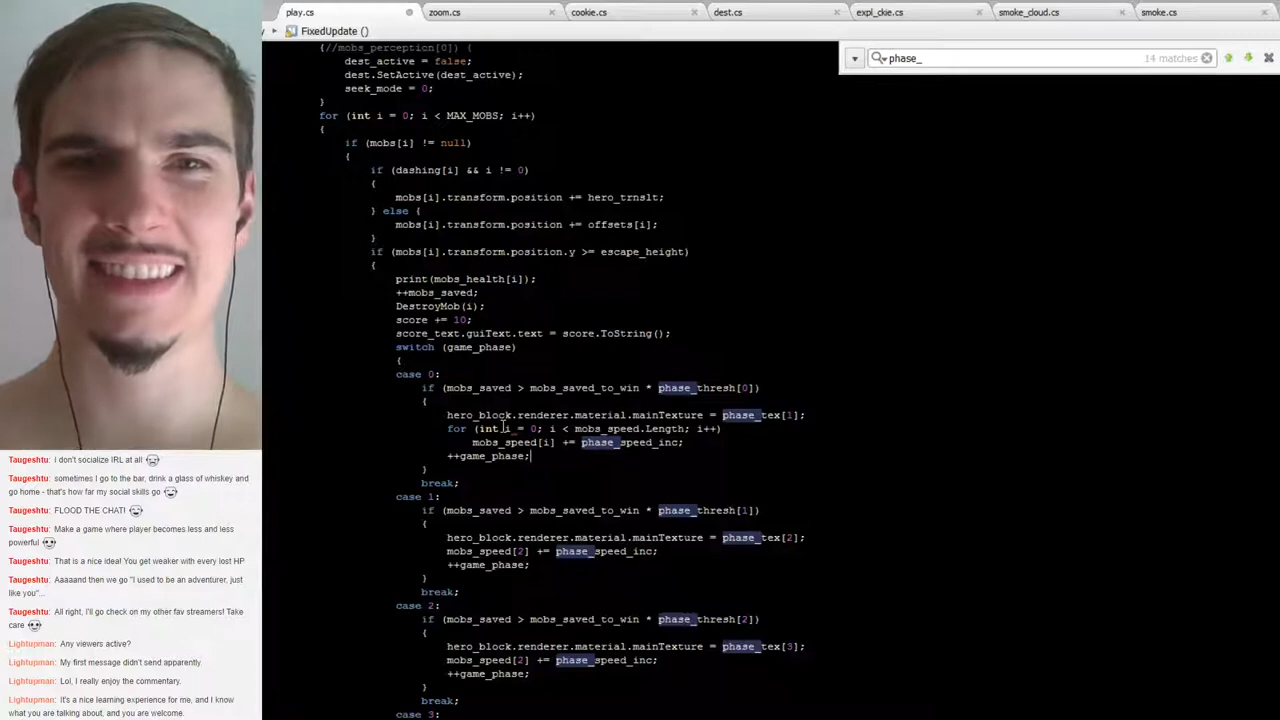 play.cs
zoom.cs
cookie.cs
dest.cs
expl_ckie.cs
smoke_cloud.cs
smoke.cs
FixedUpdate ()
phase_
14 matches
{//mobs_perception[0]) {
dest_active = false;
dest.SetActive(dest_active);
seek_mode = 0;
}
for (int i = 0; i < MAX_MOBS; i++)
{
if (mobs[i] != null)
{
if (dashing[i] && i != 0)
{
mobs[i].transform.position += hero_trnslt;
} else {
mobs[i].transform.position += offsets[i];
}
if (mobs[i].transform.position.y >= escape_height)
{
print(mobs_health[i]);
++mobs_saved;
DestroyMob(i);
score += 10;
score_text.guiText.text = score.ToString();
switch (game_phase)
{
case 0:
if (mobs_saved > mobs_saved_to_win * phase_thresh[0])
{
hero_block.renderer.material.mainTexture = phase_tex[1];
for (int i = 0; i < mobs_speed.Length; i++)
mobs_speed[i] += phase_speed_inc;
++game_phase;
}
break;
case 1:
if (mobs_saved > mobs_saved_to_win * phase_thresh[1])
{
hero_block.renderer.material.mainTexture = phase_tex[2];
mobs_speed[2] += phase_speed_inc;
++game_phase;
}
break;
case 2:
if (mobs_saved > mobs_saved_to_win * phase_thresh[2])
{
hero_block.renderer.material.mainTexture = phase_tex[3];
mobs_speed[2] += phase_speed_inc;
++game_phase;
}
break;
case 3:
Taugeshtu: I don't socialize IRL at all
Taugeshtu: sometimes I go to the bar, drink a glass of whiskey and
go home - that's how far my social skills go
Taugeshtu: FLOOD THE CHAT!
Taugeshtu: Make a game where player becomes less and less
powerful
Taugeshtu: That is a nice idea! You get weaker with every lost HP
Taugeshtu: Aaaaand then we go "I used to be an adventurer, just
like you"...
Taugeshtu: All right, I'll go check on my other fav streamers! Take
care
Lightupman: Any viewers active?
Lightupman: My first message didn't send apparently
Lightupman: Lol, I really enjoy the commentary.
Lightupman: It's a nice learning experience for me, and I know
what you are talking about, and you are welcome.